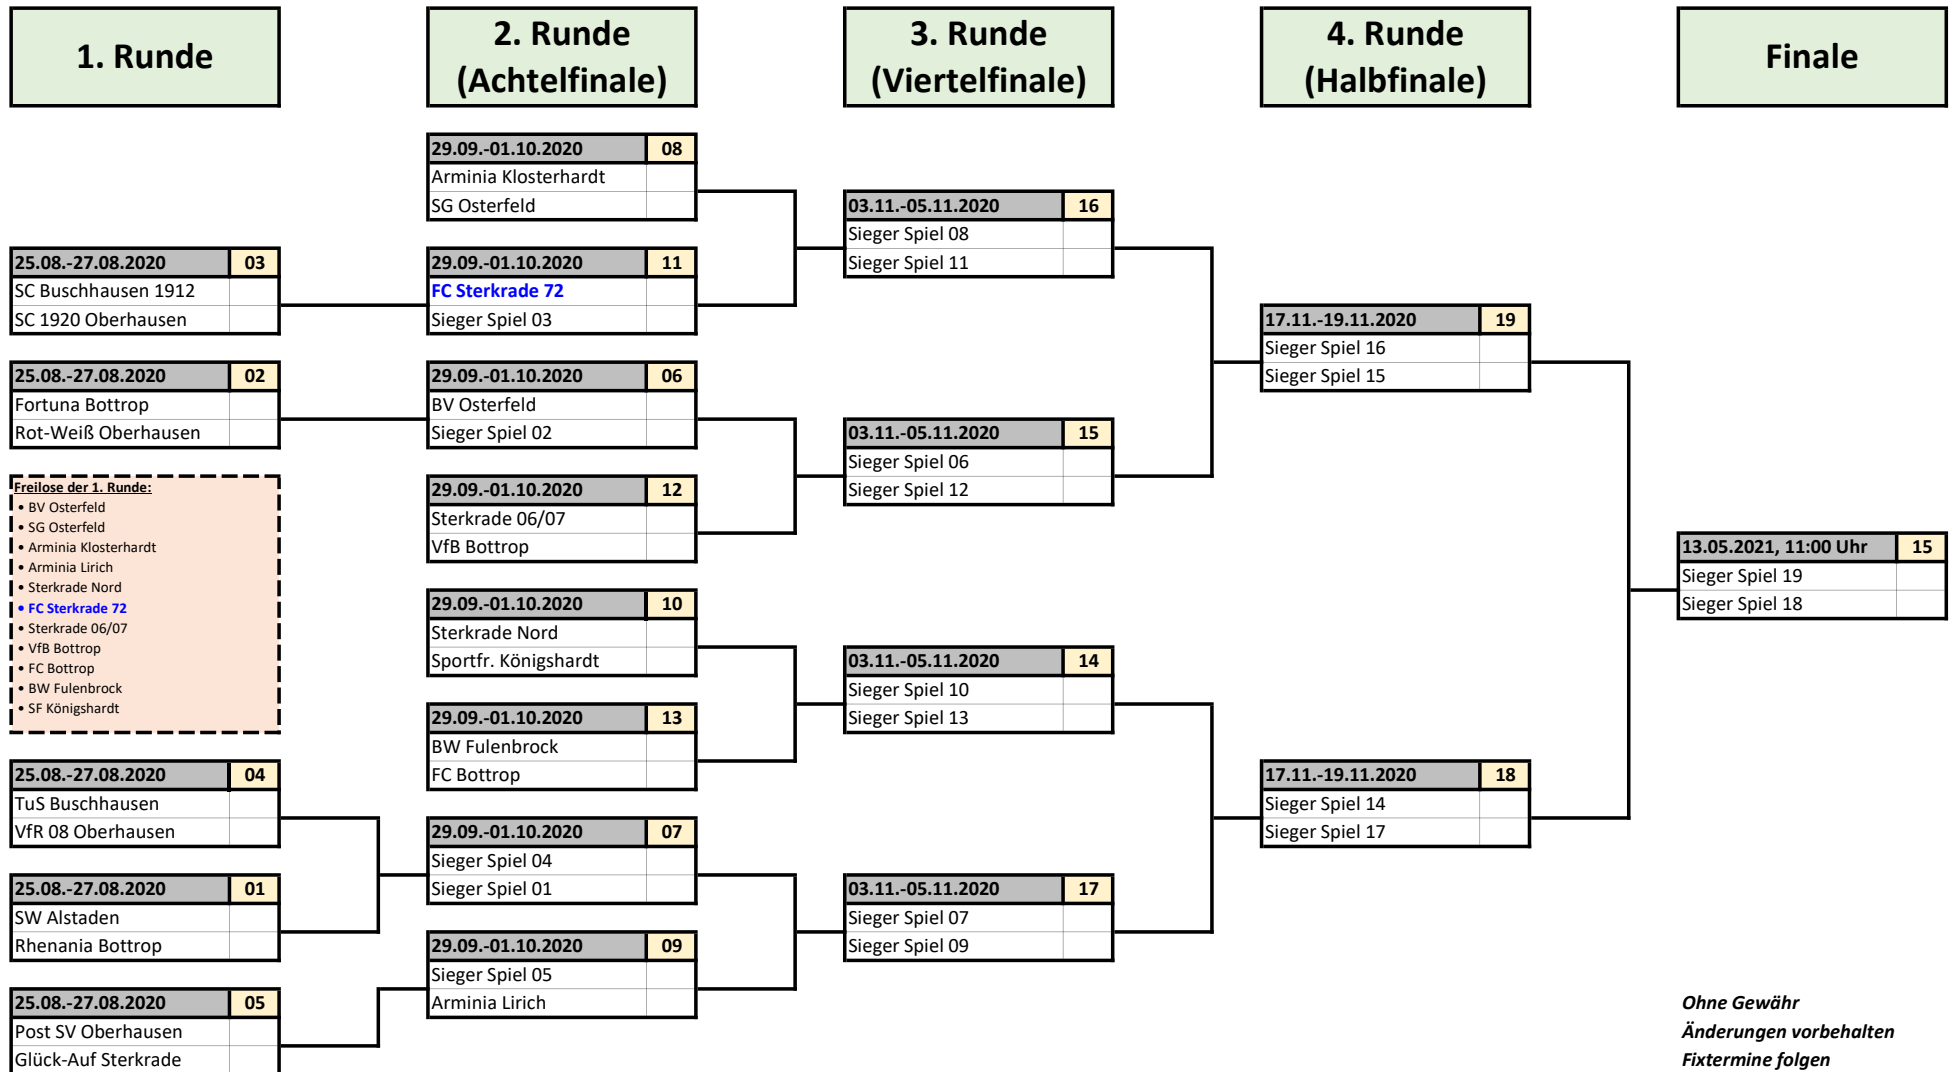 1. Runde
2. Runde
(Achtelfinale)
3. Runde
(Viertelfinale)
4. Runde
(Halbfinale)
Finale
25.08.-27.08.2020 03
SC Buschhausen 1912
SC 1920 Oberhausen
25.08.-27.08.2020 02
Fortuna Bottrop
Rot-Weiß Oberhausen
Freilose der 1. Runde:
• BV Osterfeld
• SG Osterfeld
• Arminia Klosterhardt
• Arminia Lirich
• Sterkrade Nord
• FC Sterkrade 72
• Sterkrade 06/07
• VfB Bottrop
• FC Bottrop
• BW Fulenbrock
• SF Königshardt
25.08.-27.08.2020 04
TuS Buschhausen
VfR 08 Oberhausen
25.08.-27.08.2020 01
SW Alstaden
Rhenania Bottrop
25.08.-27.08.2020 05
Post SV Oberhausen
Glück-Auf Sterkrade
29.09.-01.10.2020 08
Arminia Klosterhardt
SG Osterfeld
29.09.-01.10.2020 11
FC Sterkrade 72
Sieger Spiel 03
29.09.-01.10.2020 06
BV Osterfeld
Sieger Spiel 02
29.09.-01.10.2020 12
Sterkrade 06/07
VfB Bottrop
29.09.-01.10.2020 10
Sterkrade Nord
Sportfr. Königshardt
29.09.-01.10.2020 13
BW Fulenbrock
FC Bottrop
29.09.-01.10.2020 07
Sieger Spiel 04
Sieger Spiel 01
29.09.-01.10.2020 09
Sieger Spiel 05
Arminia Lirich
03.11.-05.11.2020 16
Sieger Spiel 08
Sieger Spiel 11
03.11.-05.11.2020 15
Sieger Spiel 06
Sieger Spiel 12
03.11.-05.11.2020 14
Sieger Spiel 10
Sieger Spiel 13
03.11.-05.11.2020 17
Sieger Spiel 07
Sieger Spiel 09
17.11.-19.11.2020 19
Sieger Spiel 16
Sieger Spiel 15
17.11.-19.11.2020 18
Sieger Spiel 14
Sieger Spiel 17
13.05.2021, 11:00 Uhr 15
Sieger Spiel 19
Sieger Spiel 18
Ohne Gewähr
Änderungen vorbehalten
Fixtermine folgen